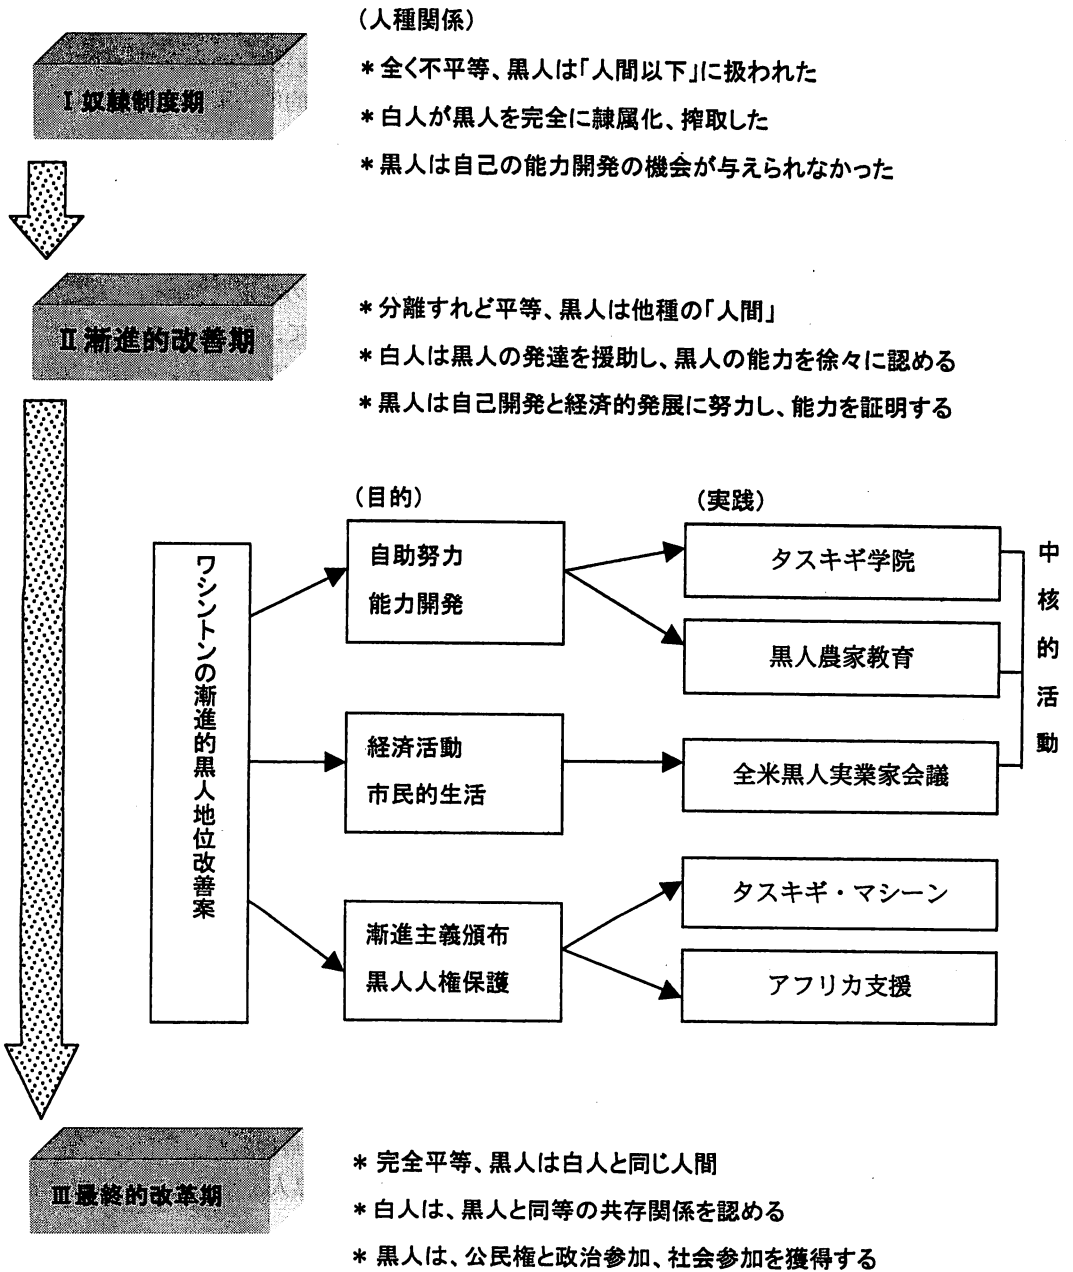 (人種関係)
Ⅰ奴隷制度期
＊全く不平等、黒人は「人間以下」に扱われた
＊白人が黒人を完全に隷属化、搾取した
＊黒人は自己の能力開発の機会が与えられなかった
Ⅱ漸進的改善期
＊分離すれど平等、黒人は他種の「人間」
＊白人は黒人の発達を援助し、黒人の能力を徐々に認める
＊黒人は自己開発と経済的発展に努力し、能力を証明する
(目的)
(実践)
ワシントンの漸進的黒人地位改善案
自助努力
能力開発
タスキギ学院
黒人農家教育
経済活動
市民的生活
全米黒人実業家会議
中核的活動
漸進主義頒布
黒人人権保護
タスキギ・マシーン
アフリカ支援
Ⅲ最終的改革期
＊完全平等、黒人は白人と同じ人間
＊白人は、黒人と同等の共存関係を認める
＊黒人は、公民権と政治参加、社会参加を獲得する